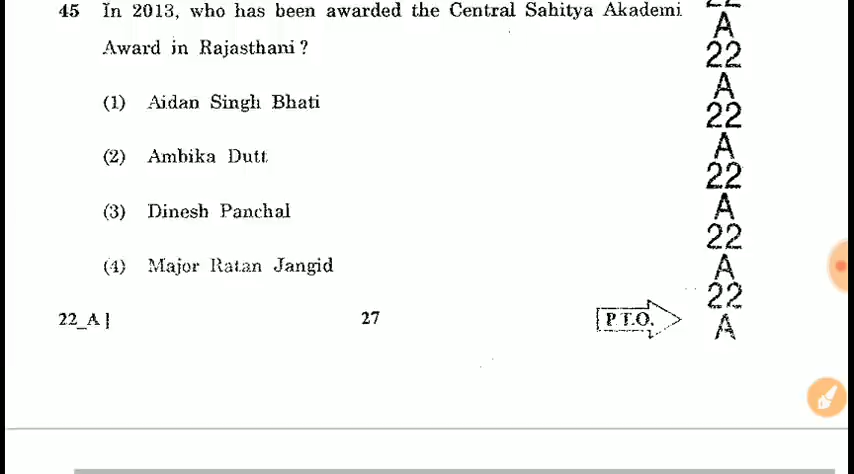 45 In 2013, who has been awarded the Central Sahitya Akademi
Award in Rajasthani ?
(1) Aidan Singh Bhati
(2) Ambika Dutt
(3) Dinesh Panchal
(4) Major Ratan Jangid
22_A ] 27 [ P.T.O.
A
22
A
22
A
22
A
22
A
22
A